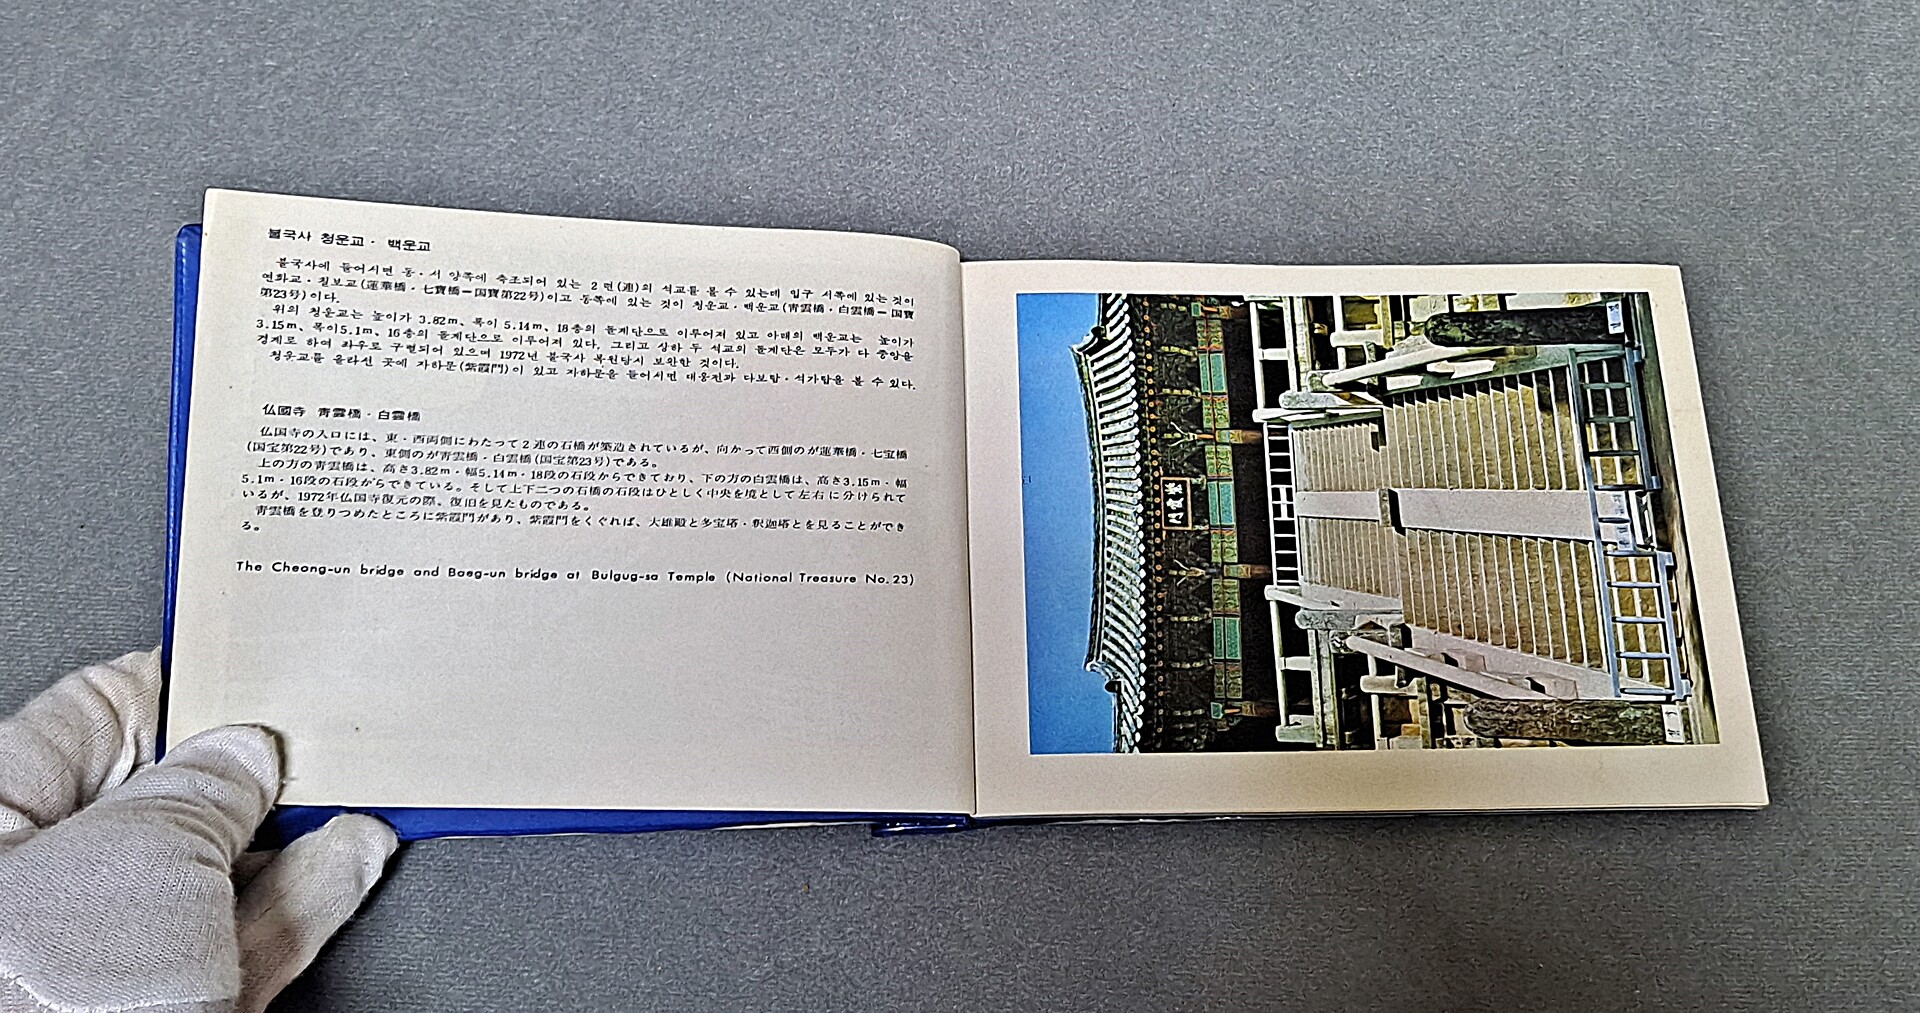 불국사 청운교 · 백운교
불국사에 들어서면 동 · 서 양쪽에 축조되어 있는 2 련(連)의 석교를 볼 수 있는데 입구 서쪽에 있는 것이
연화교 · 칠보교(蓮華橋 · 七寶橋=国寶第22号)이고 동쪽에 있는 것이 청운교 · 백운교(青雲橋 · 白雲橋=国寶
第23号)이다.
위의 청운교는 높이가 3.82m, 폭이 5.14m, 18층의 돌계단으로 이루어져 있고 아래의 백운교는 높이가
3.15m, 폭이5.1m, 16층의 돌계단으로 이루어져 있다. 그리고 상하 두 석교의 돌계단은 모두가 다 중앙을
경계로 하여 좌우로 구현되어 있으며 1972년 불국사 복원당시 보완한 것이다.
청운교를 올라선 곳에 자하문(紫霞門)이 있고 자하문을 들어서면 대웅전과 다보탑 · 석가탑을 볼 수 있다.
仏國寺 青雲橋 · 白雲橋
仏国寺の入口には、東 · 西両側にわたって2連の石橋が築造されているが、向かって西側のが蓮華橋 · 七宝橋
(国宝第22号)であり、東側のが青雲橋 · 白雲橋(国宝第23号)である。
上の方の青雲橋は、高さ3.82m · 幅5.14m · 18段の石段からできており、下の方の白雲橋は、高さ3.15m · 幅
5.1m · 16段の石段からできている。そして上下二つの石橋の石段はひとしく中央を境として左右に分けられて
いるが、1972年仏国寺復元の際、復旧を見たものである。
青雲橋を登りつめたところに紫霞門があり、紫霞門をくぐれば、大雄殿と多宝塔 · 釈迦塔とを見ることができ
る。
The Cheong-un bridge and Baeg-un bridge at Bulgug-sa Temple (National Treasure No. 23)
紫霞門